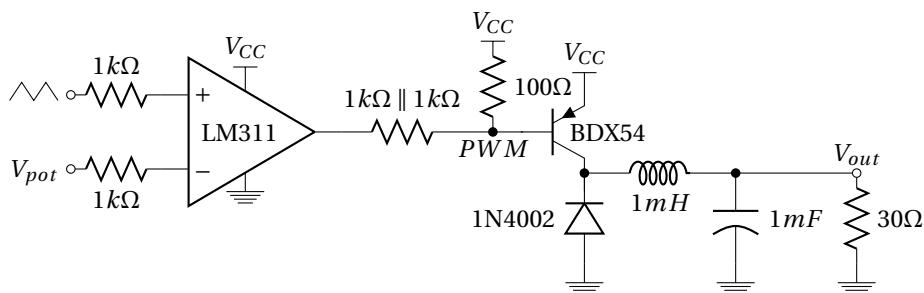 V_CC
V_CC
V_CC
1kΩ
1kΩ ∥ 1kΩ
100Ω
+
LM311
BDX54
PWM
V_pot
−
V_out
1kΩ
1mH
1N4002
1mF
30Ω